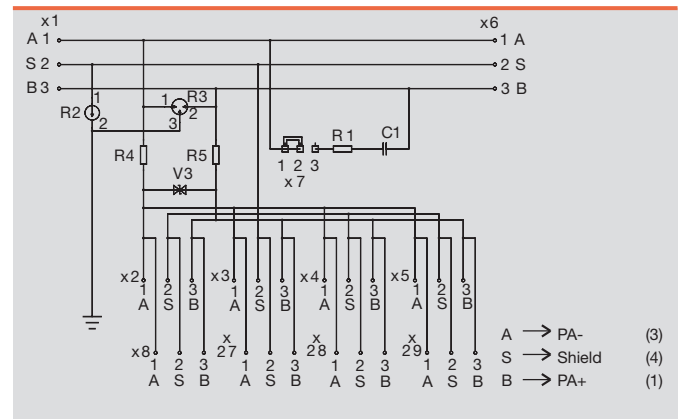 x1 x6
A 1 1 A
S 2 2 S
B 3 3 B
1 R3
R2 1 2
2 3
R4 R5 R 1 C1
V3 1 2 3
x 7
x2 1 2 3 x3 1 2 3 x4 1 2 3 x5 1 2 3
A S B A S B A S B A S B
x8 1 2 3 x 27 1 2 3 x 28 1 2 3 x 29 1 2 3
A S B A S B A S B A S B
A → PA- (3)
S → Shield (4)
B → PA+ (1)